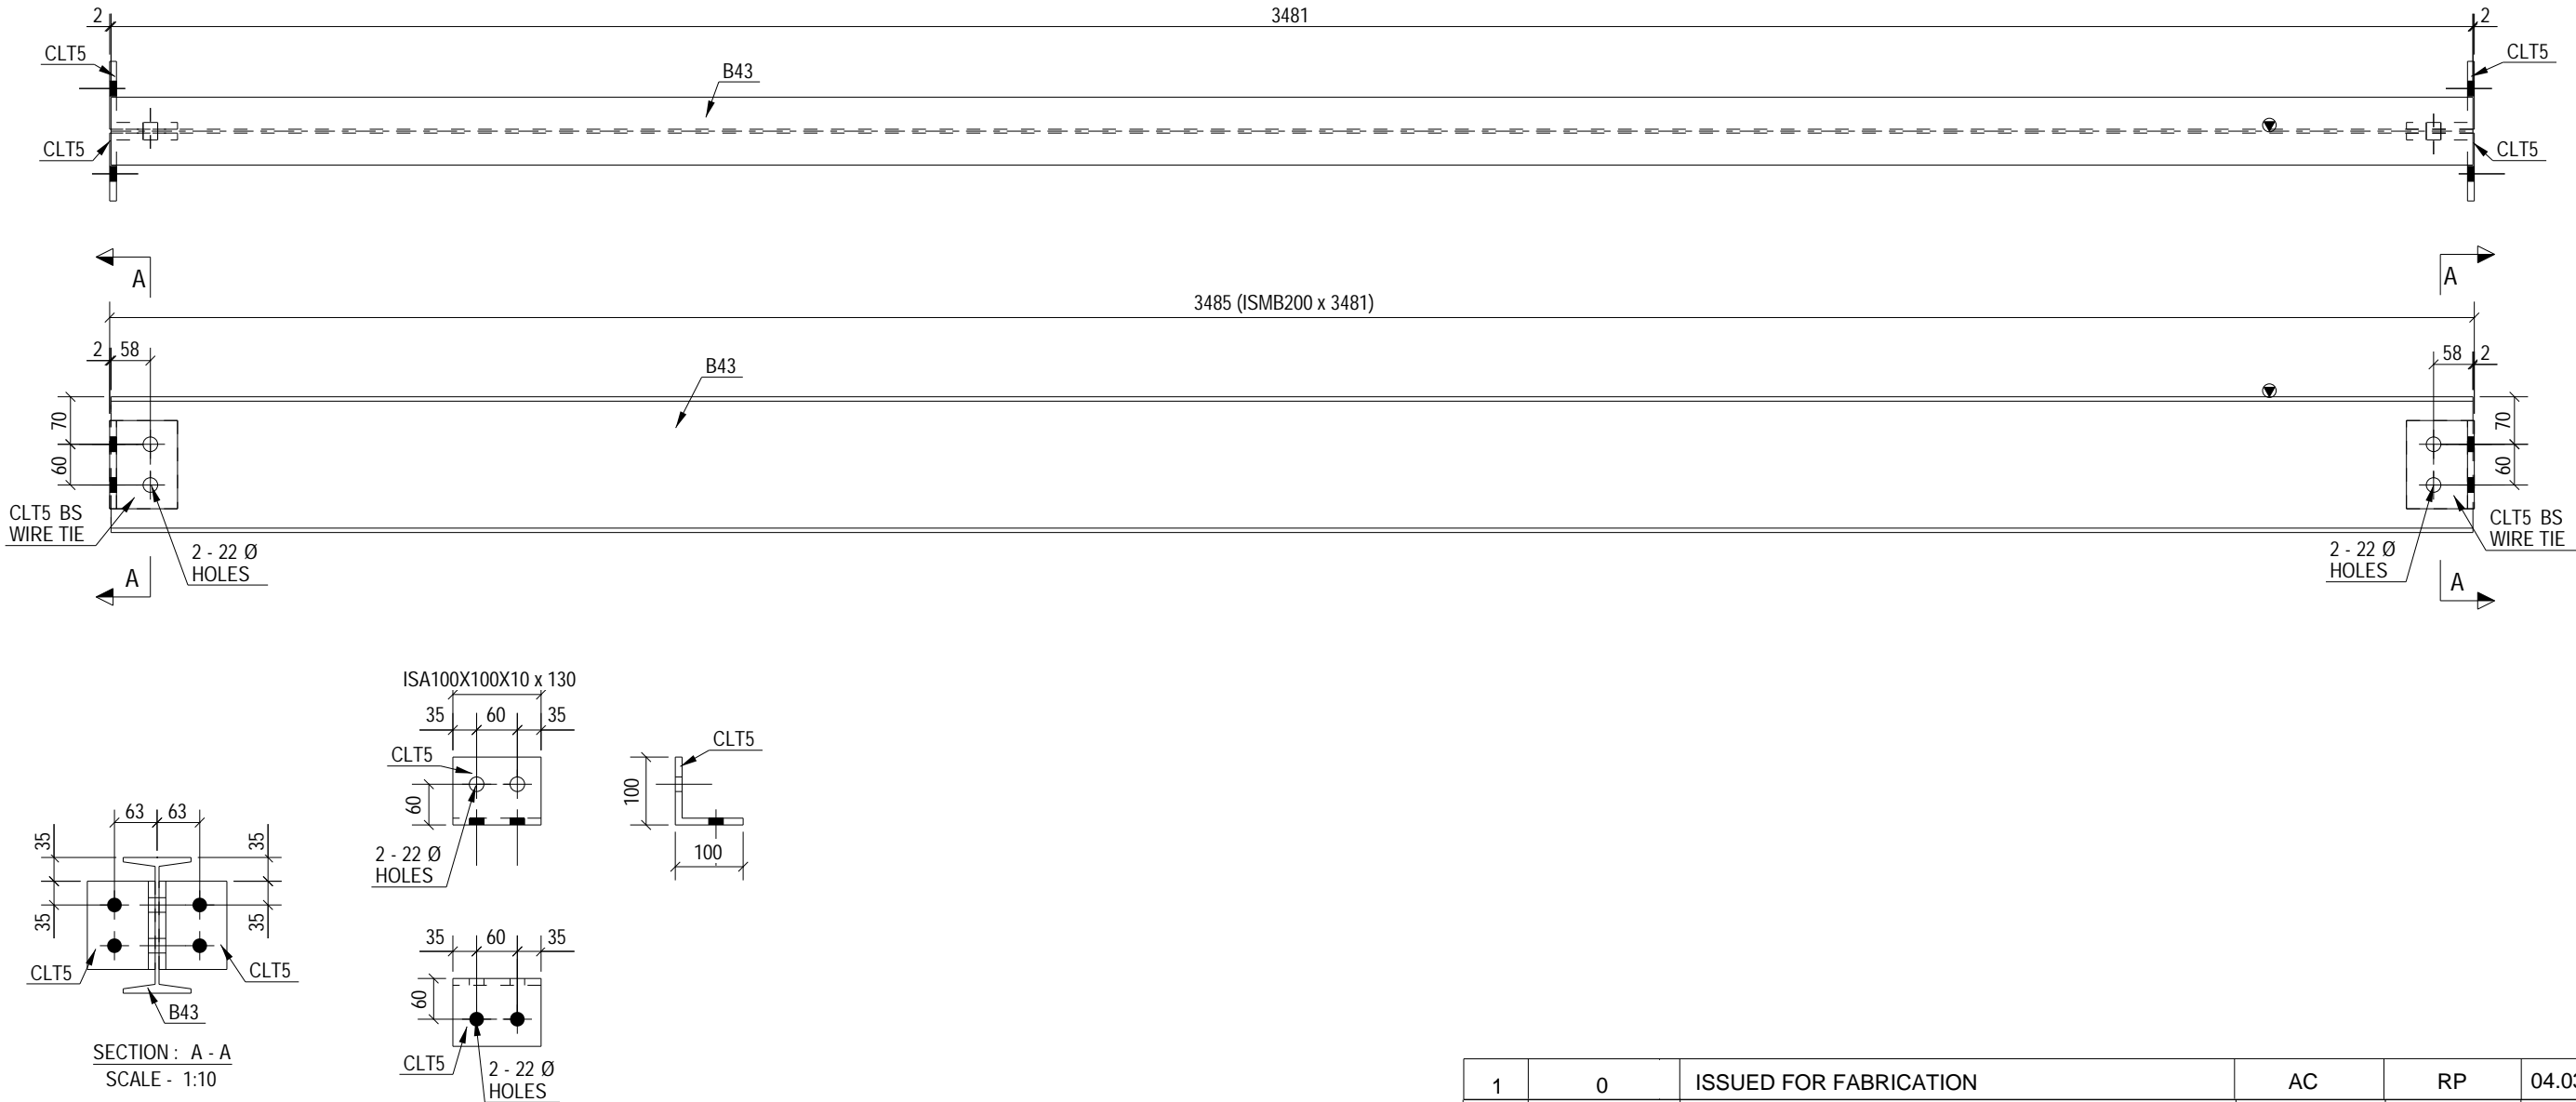 2 3481 2
CLT5 B43 CLT5
CLT5 CLT5
A A
3485 (ISMB200 x 3481)
2 58 58 2
B43
70 70
60 60
CLT5 BS
WIRE TIE
2 - 22 Ø
HOLES
CLT5 BS
WIRE TIE
2 - 22 Ø
HOLES
A A
ISA100X100X10 x 130
35 60 35
CLT5
60
2 - 22 Ø
HOLES
CLT5
100
100
63 63
35 35
35 35
CLT5 CLT5
B43
SECTION : A - A
SCALE - 1:10
35 60 35
60
CLT5
2 - 22 Ø
HOLES
1 0 ISSUED FOR FABRICATION AC RP